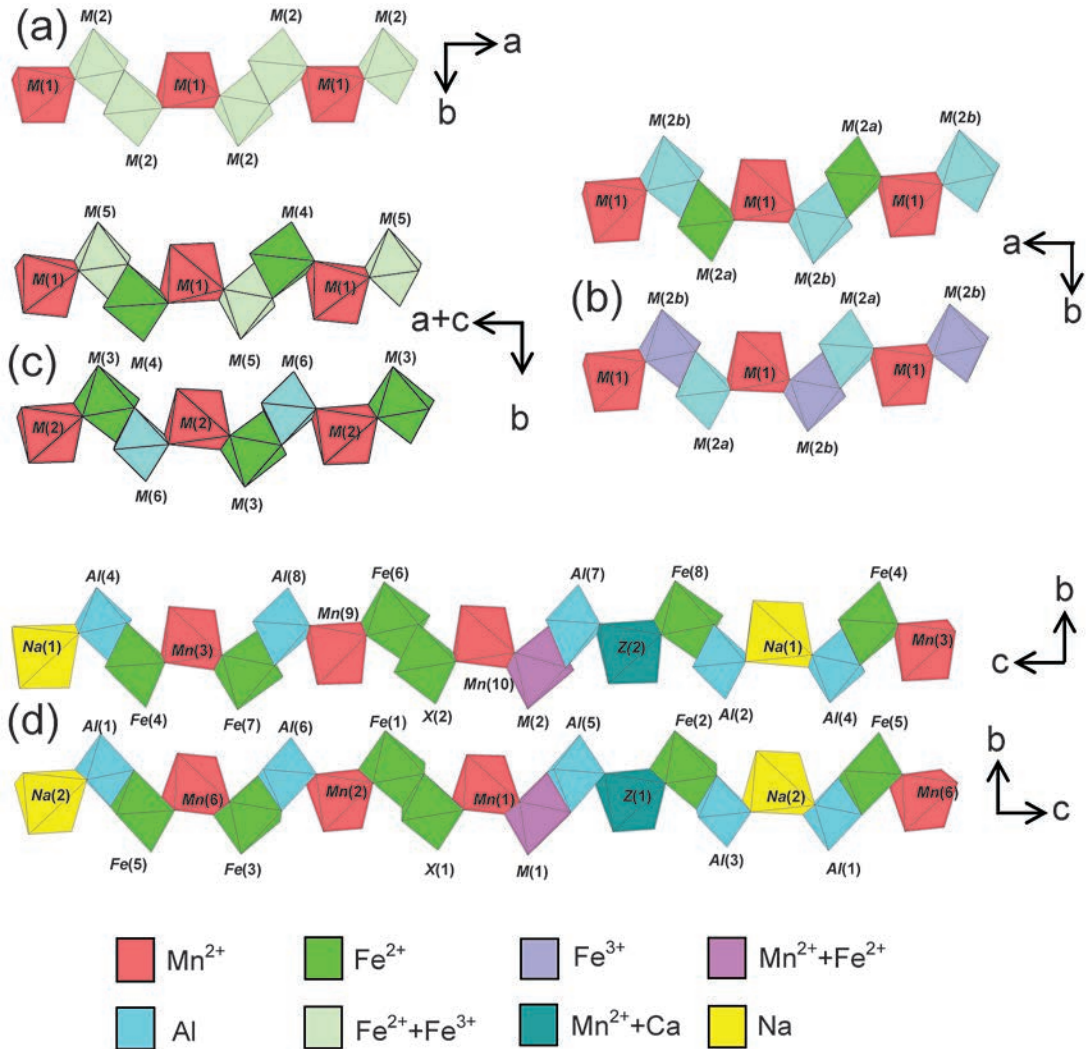 (a)
M(2) M(2) M(2)
M(1) M(1) M(1)
M(2) M(2)
a
b
M(5) M(4) M(5)
M(1) M(1) M(1)
a+c
b
(c)
M(3) M(4) M(5) M(6) M(3)
M(2) M(2) M(2)
M(6) M(3)
M(2b) M(2a) M(2b)
M(1) M(1) M(1)
M(2a) M(2b)
a
b
(b)
M(2b) M(2a) M(2b)
M(1) M(1) M(1)
M(2a) M(2b)
Al(4) Al(8) Mn(9) Fe(6) Al(7) Fe(8) Fe(4)
Na(1) Mn(3) Z(2) Na(1) Mn(3)
Fe(4) Fe(7) X(2) Mn(10) M(2) Al(2) Al(4)
b
c
(d)
Al(1) Al(6) Fe(1) Al(5) Fe(2) Fe(5)
Na(2) Mn(6) Mn(2) Mn(1) Z(1) Na(2) Mn(6)
Fe(5) Fe(3) X(1) M(1) Al(3) Al(1)
b
c
Mn2+ Fe2+ Fe3+ Mn2++Fe2+
Al Fe2++Fe3+ Mn2++Ca Na